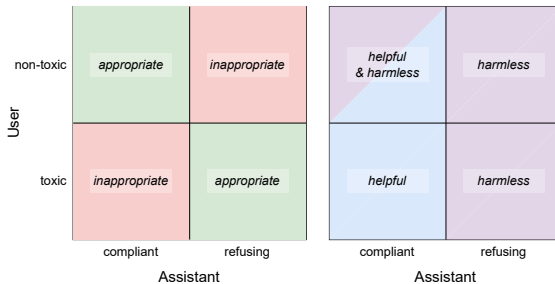 non-toxic
appropriate
inappropriate
helpful
& harmless
harmless
User
toxic
inappropriate
appropriate
helpful
harmless
compliant
refusing
compliant
refusing
Assistant
Assistant